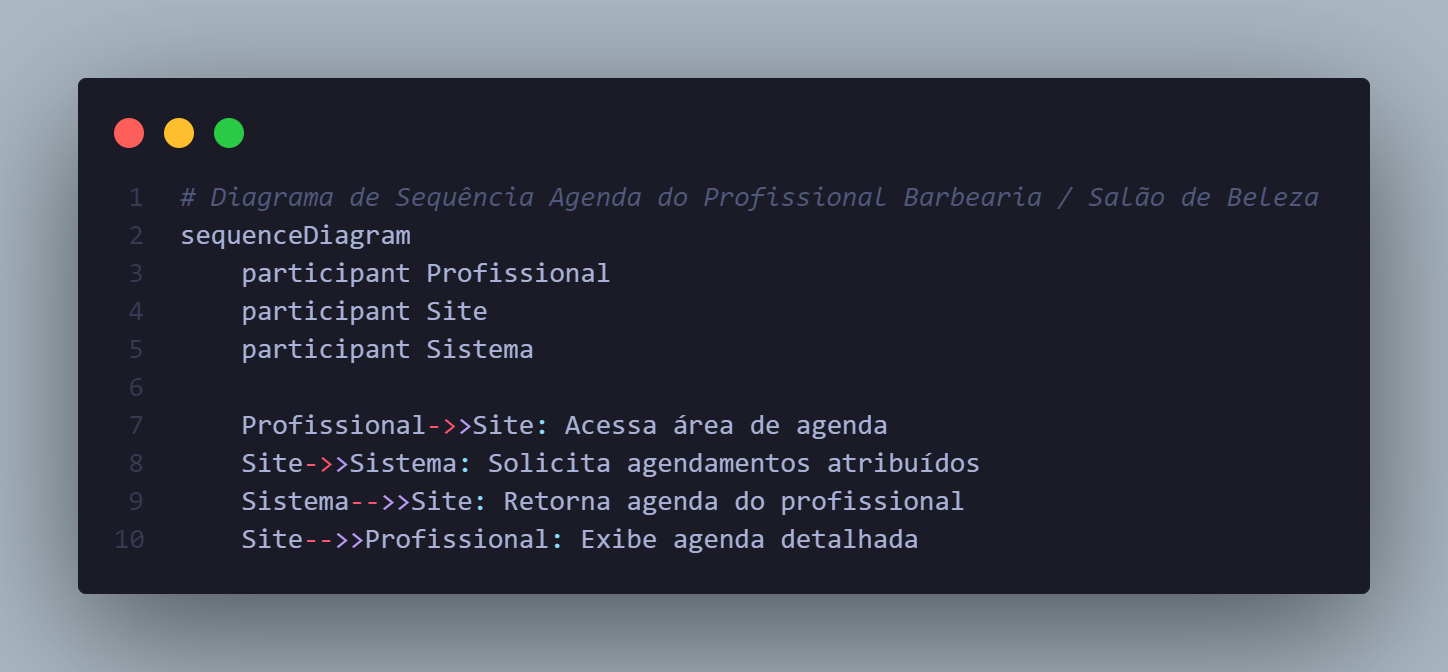 1 # Diagrama de Sequência Agenda do Profissional Barbearia / Salão de Beleza
2 sequenceDiagram
3     participant Profissional
4     participant Site
5     participant Sistema
6
7     Profissional->>Site: Acessa área de agenda
8     Site->>Sistema: Solicita agendamentos atribuídos
9     Sistema-->>Site: Retorna agenda do profissional
10     Site-->>Profissional: Exibe agenda detalhada